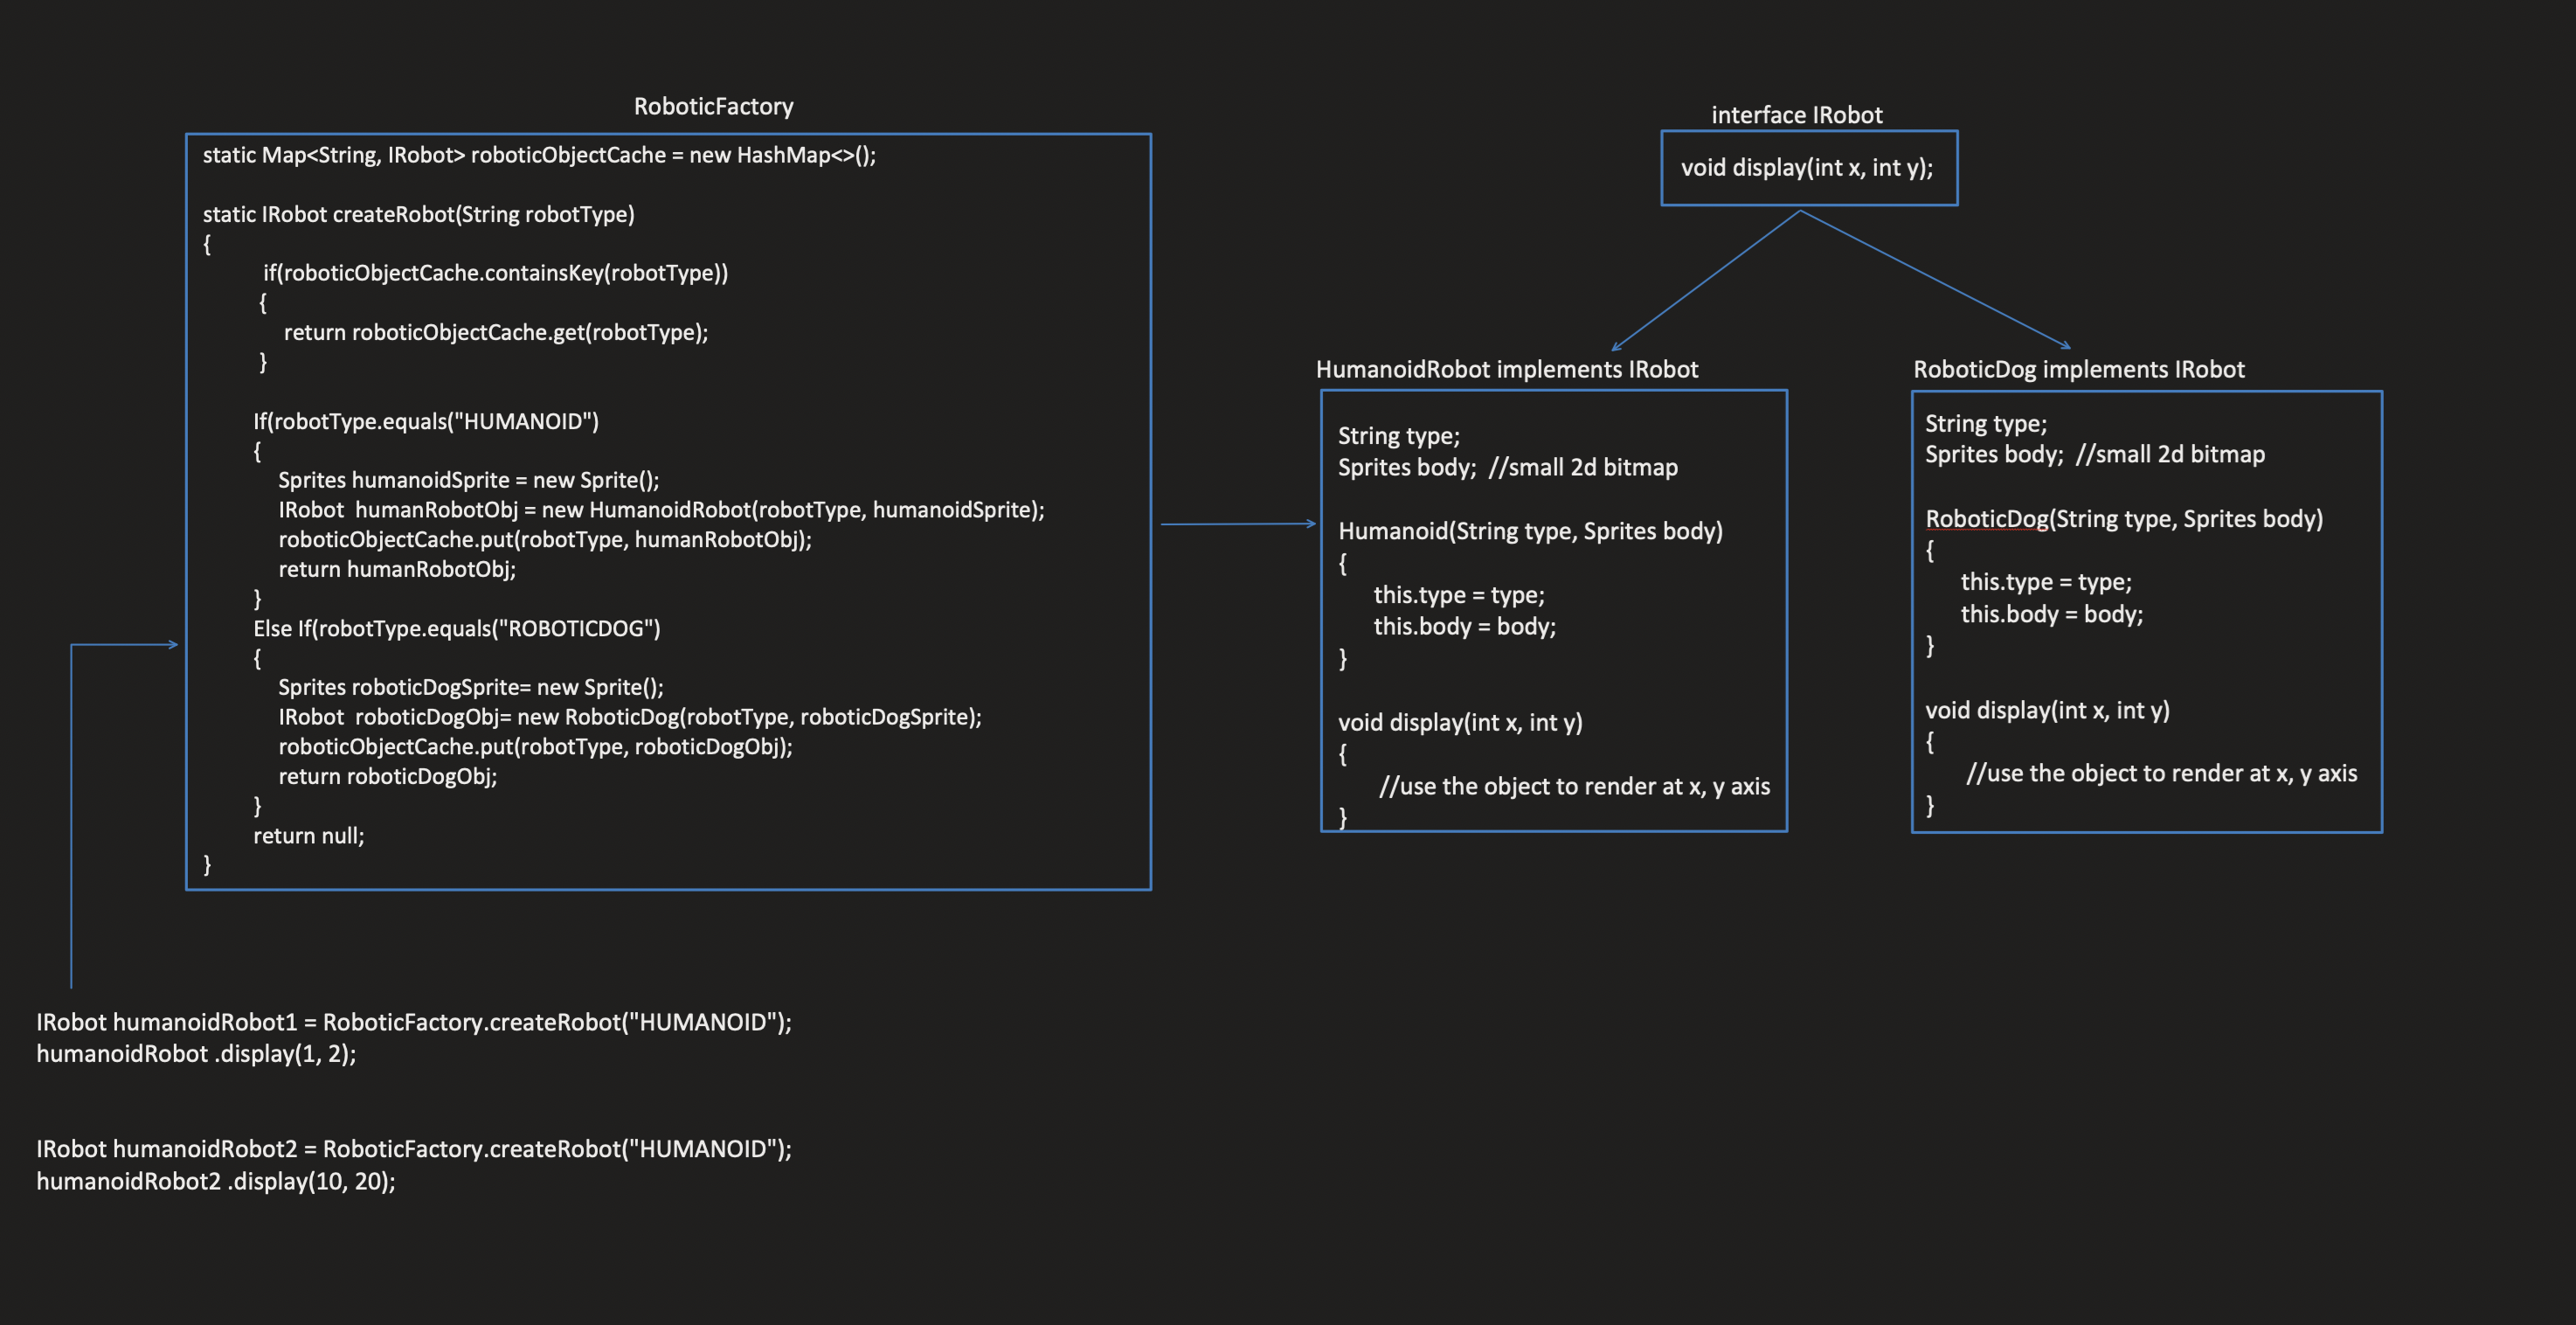 RoboticFactory
static Map<String, IRobot> roboticObjectCache = new HashMap<>();
static IRobot createRobot(String robotType)
{
if(roboticObjectCache.containsKey(robotType))
{
return roboticObjectCache.get(robotType);
}
If(robotType.equals("HUMANOID")
{
Sprites humanoidSprite = new Sprite();
IRobot  humanRobotObj = new HumanoidRobot(robotType, humanoidSprite);
roboticObjectCache.put(robotType, humanRobotObj);
return humanRobotObj;
}
Else If(robotType.equals("ROBOTICDOG")
{
Sprites roboticDogSprite= new Sprite();
IRobot  roboticDogObj= new RoboticDog(robotType, roboticDogSprite);
roboticObjectCache.put(robotType, roboticDogObj);
return roboticDogObj;
}
return null;
}
interface IRobot
void display(int x, int y);
HumanoidRobot implements IRobot
String type;
Sprites body;  //small 2d bitmap
Humanoid(String type, Sprites body)
{
this.type = type;
this.body = body;
}
void display(int x, int y)
{
//use the object to render at x, y axis
}
RoboticDog implements IRobot
String type;
Sprites body;  //small 2d bitmap
RoboticDog(String type, Sprites body)
{
this.type = type;
this.body = body;
}
void display(int x, int y)
{
//use the object to render at x, y axis
}
IRobot humanoidRobot1 = RoboticFactory.createRobot("HUMANOID");
humanoidRobot .display(1, 2);
IRobot humanoidRobot2 = RoboticFactory.createRobot("HUMANOID");
humanoidRobot2 .display(10, 20);